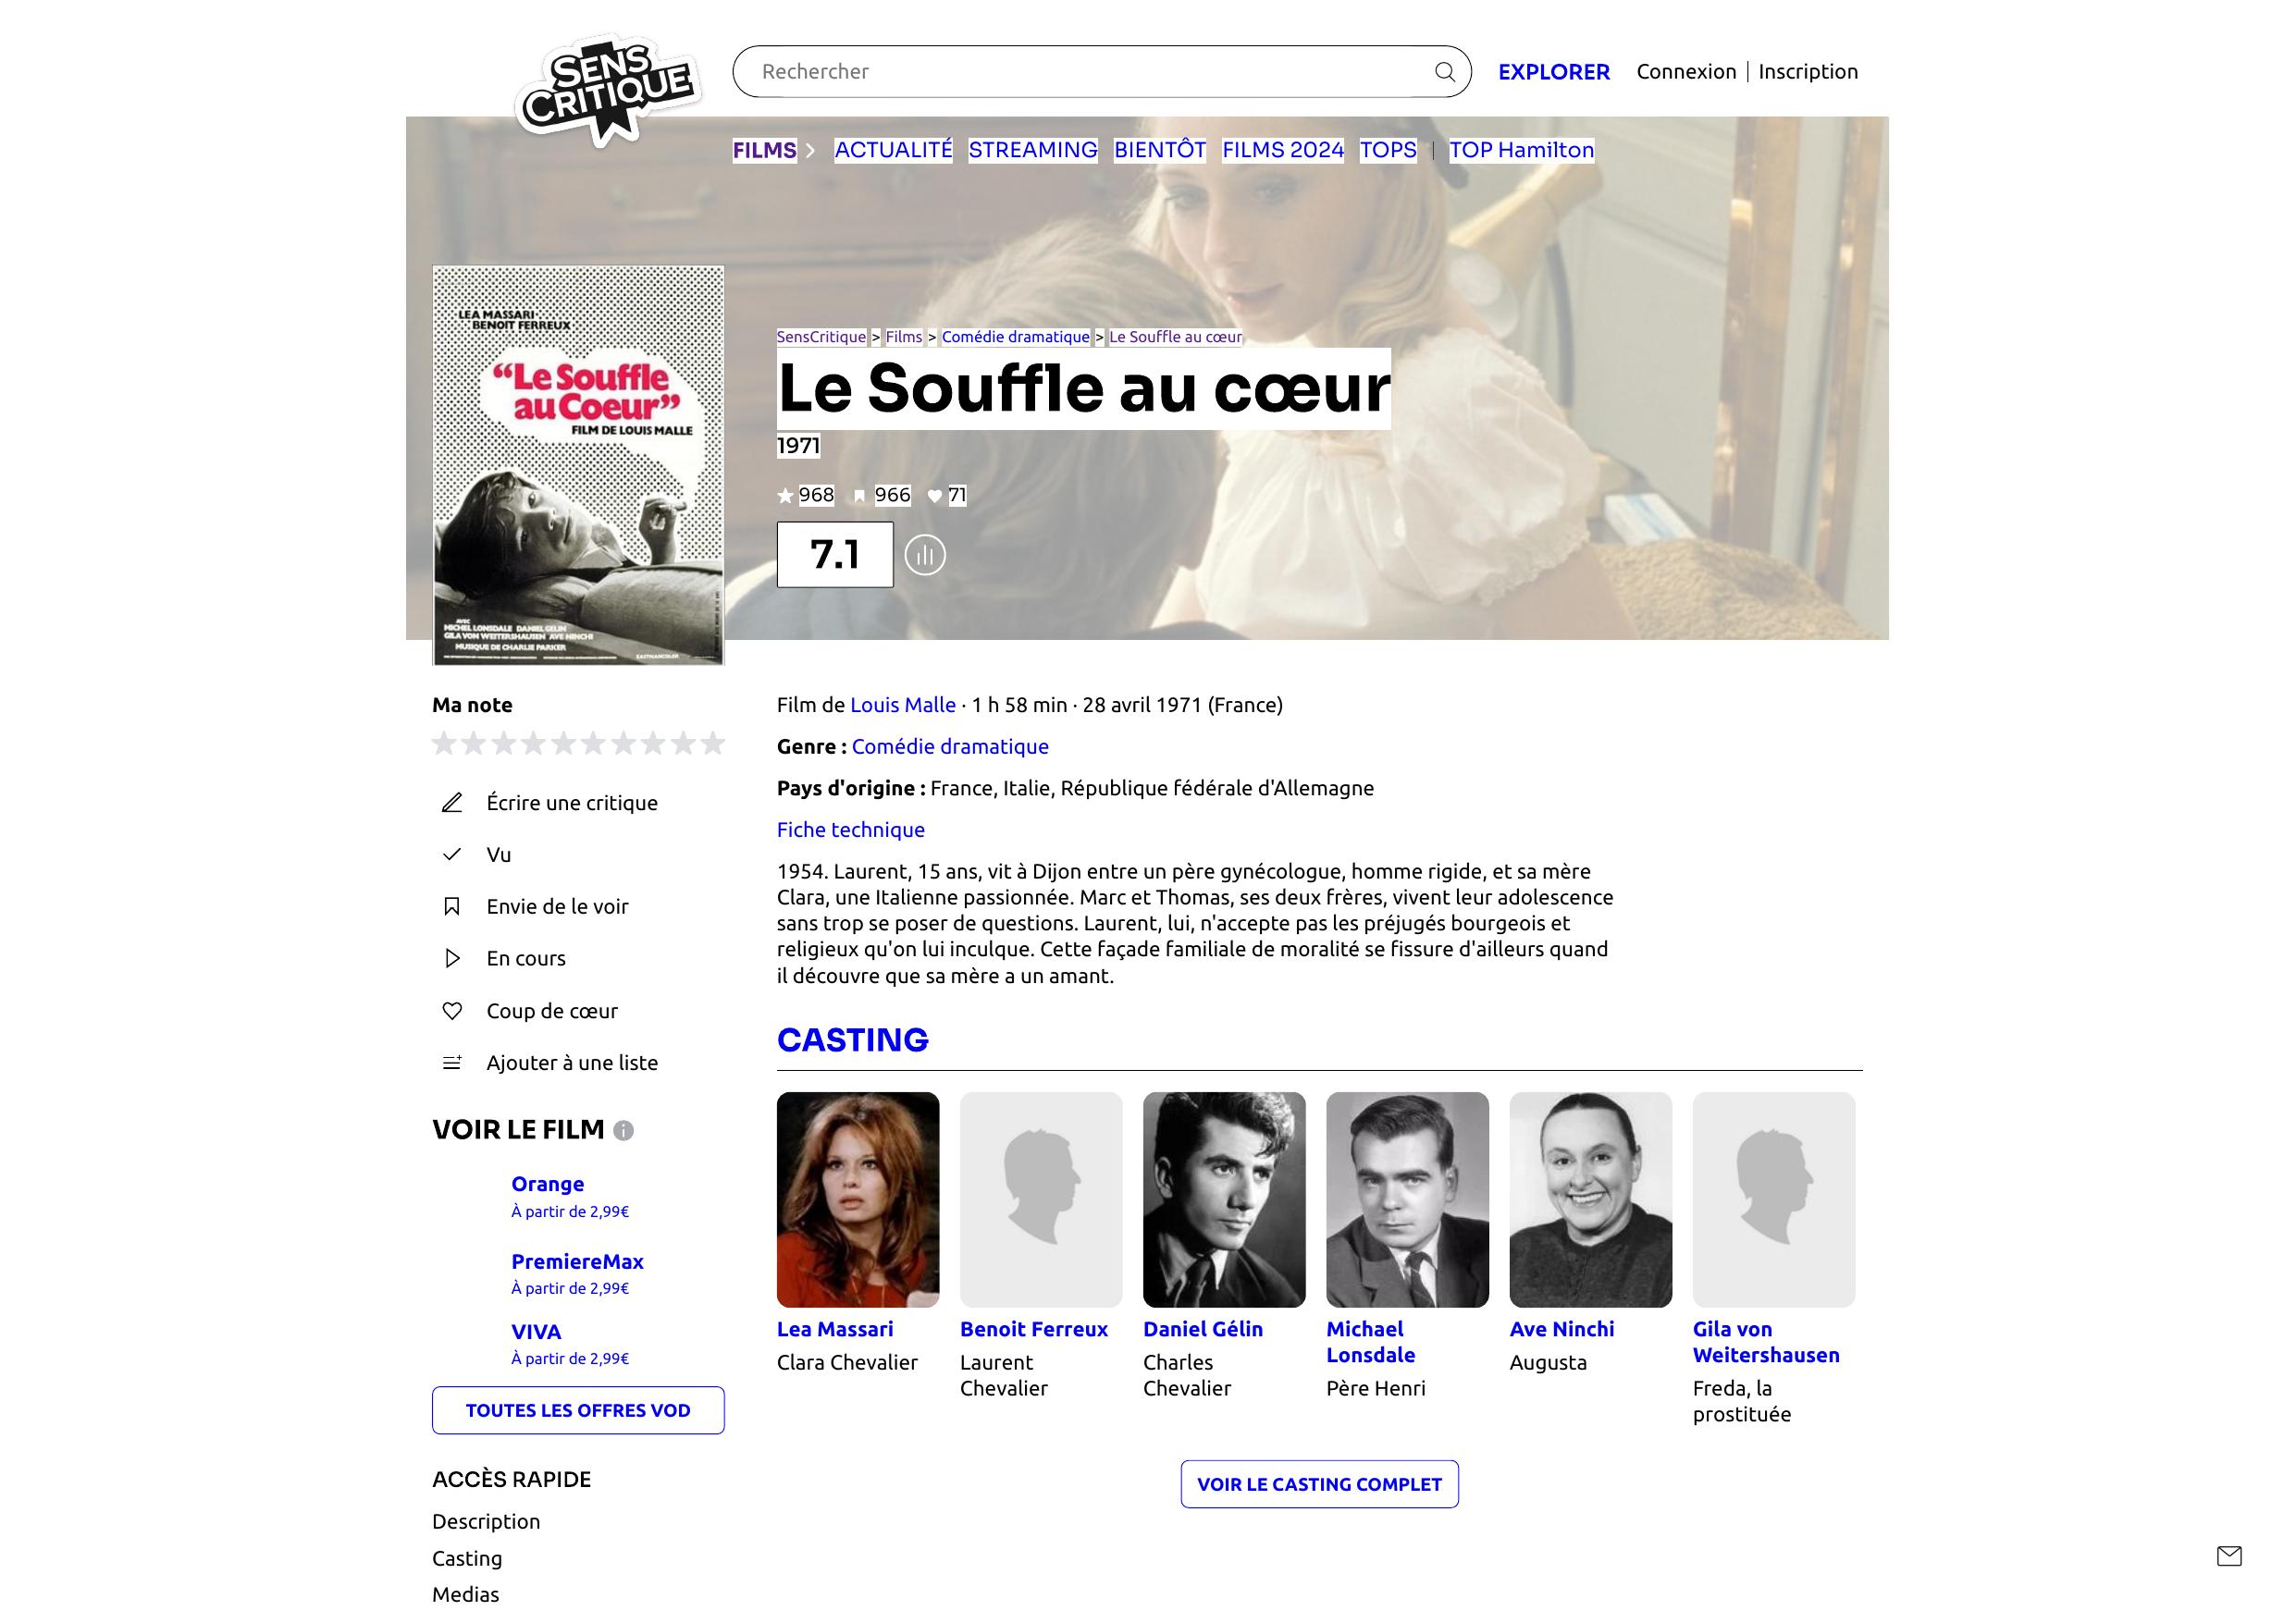 SENS
CRITIQUE
Rechercher
EXPLORER
Connexion | Inscription
FILMS
ACTUALITÉ
STREAMING
BIENTÔT
FILMS 2024
TOPS
TOP Hamilton
LEA MASSARI
BENOIT FERREUX
“Le Souffle
au Coeur”
FILM DE LOUIS MALLE
AVEC
MICHEL LONSDALE DANIEL GELIN
GILA VON WEITERSHAUSEN AVE NINCHI
MUSIQUE DE CHARLIE PARKER
EASTMANCOLOR
SensCritique > Films > Comédie dramatique > Le Souffle au cœur
Le Souffle au cœur
1971
968 966 71
7.1
Ma note
Écrire une critique
Vu
Envie de le voir
En cours
Coup de cœur
Ajouter à une liste
VOIR LE FILM
Orange
À partir de 2,99€
PremiereMax
À partir de 2,99€
VIVA
À partir de 2,99€
TOUTES LES OFFRES VOD
ACCÈS RAPIDE
Description
Casting
Medias
Film de Louis Malle · 1 h 58 min · 28 avril 1971 (France)
Genre : Comédie dramatique
Pays d'origine : France, Italie, République fédérale d'Allemagne
Fiche technique
1954. Laurent, 15 ans, vit à Dijon entre un père gynécologue, homme rigide, et sa mère
Clara, une Italienne passionnée. Marc et Thomas, ses deux frères, vivent leur adolescence
sans trop se poser de questions. Laurent, lui, n'accepte pas les préjugés bourgeois et
religieux qu'on lui inculque. Cette façade familiale de moralité se fissure d'ailleurs quand
il découvre que sa mère a un amant.
CASTING
Lea Massari
Clara Chevalier
Benoit Ferreux
Laurent
Chevalier
Daniel Gélin
Charles
Chevalier
Michael
Lonsdale
Père Henri
Ave Ninchi
Augusta
Gila von
Weitershausen
Freda, la
prostituée
VOIR LE CASTING COMPLET